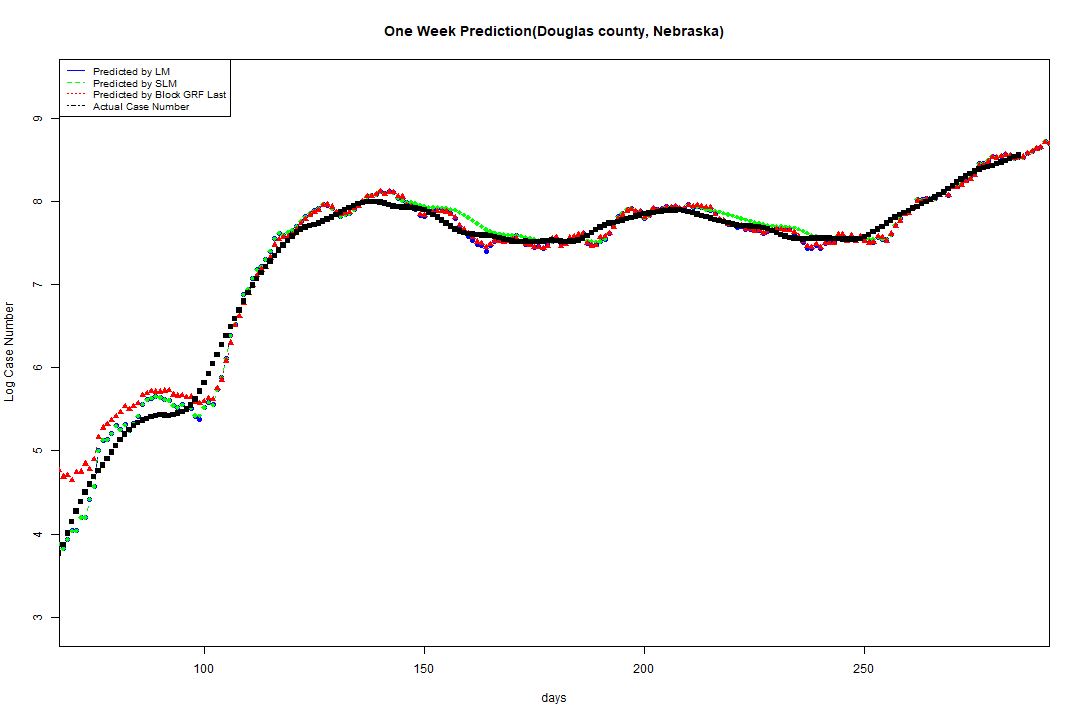 One Week Prediction(Douglas county, Nebraska)
Predicted by LM
Predicted by SLM
Predicted by Block GRF Last
Actual Case Number
Log Case Number
9
8
7
6
5
4
3
100 150 200 250
days